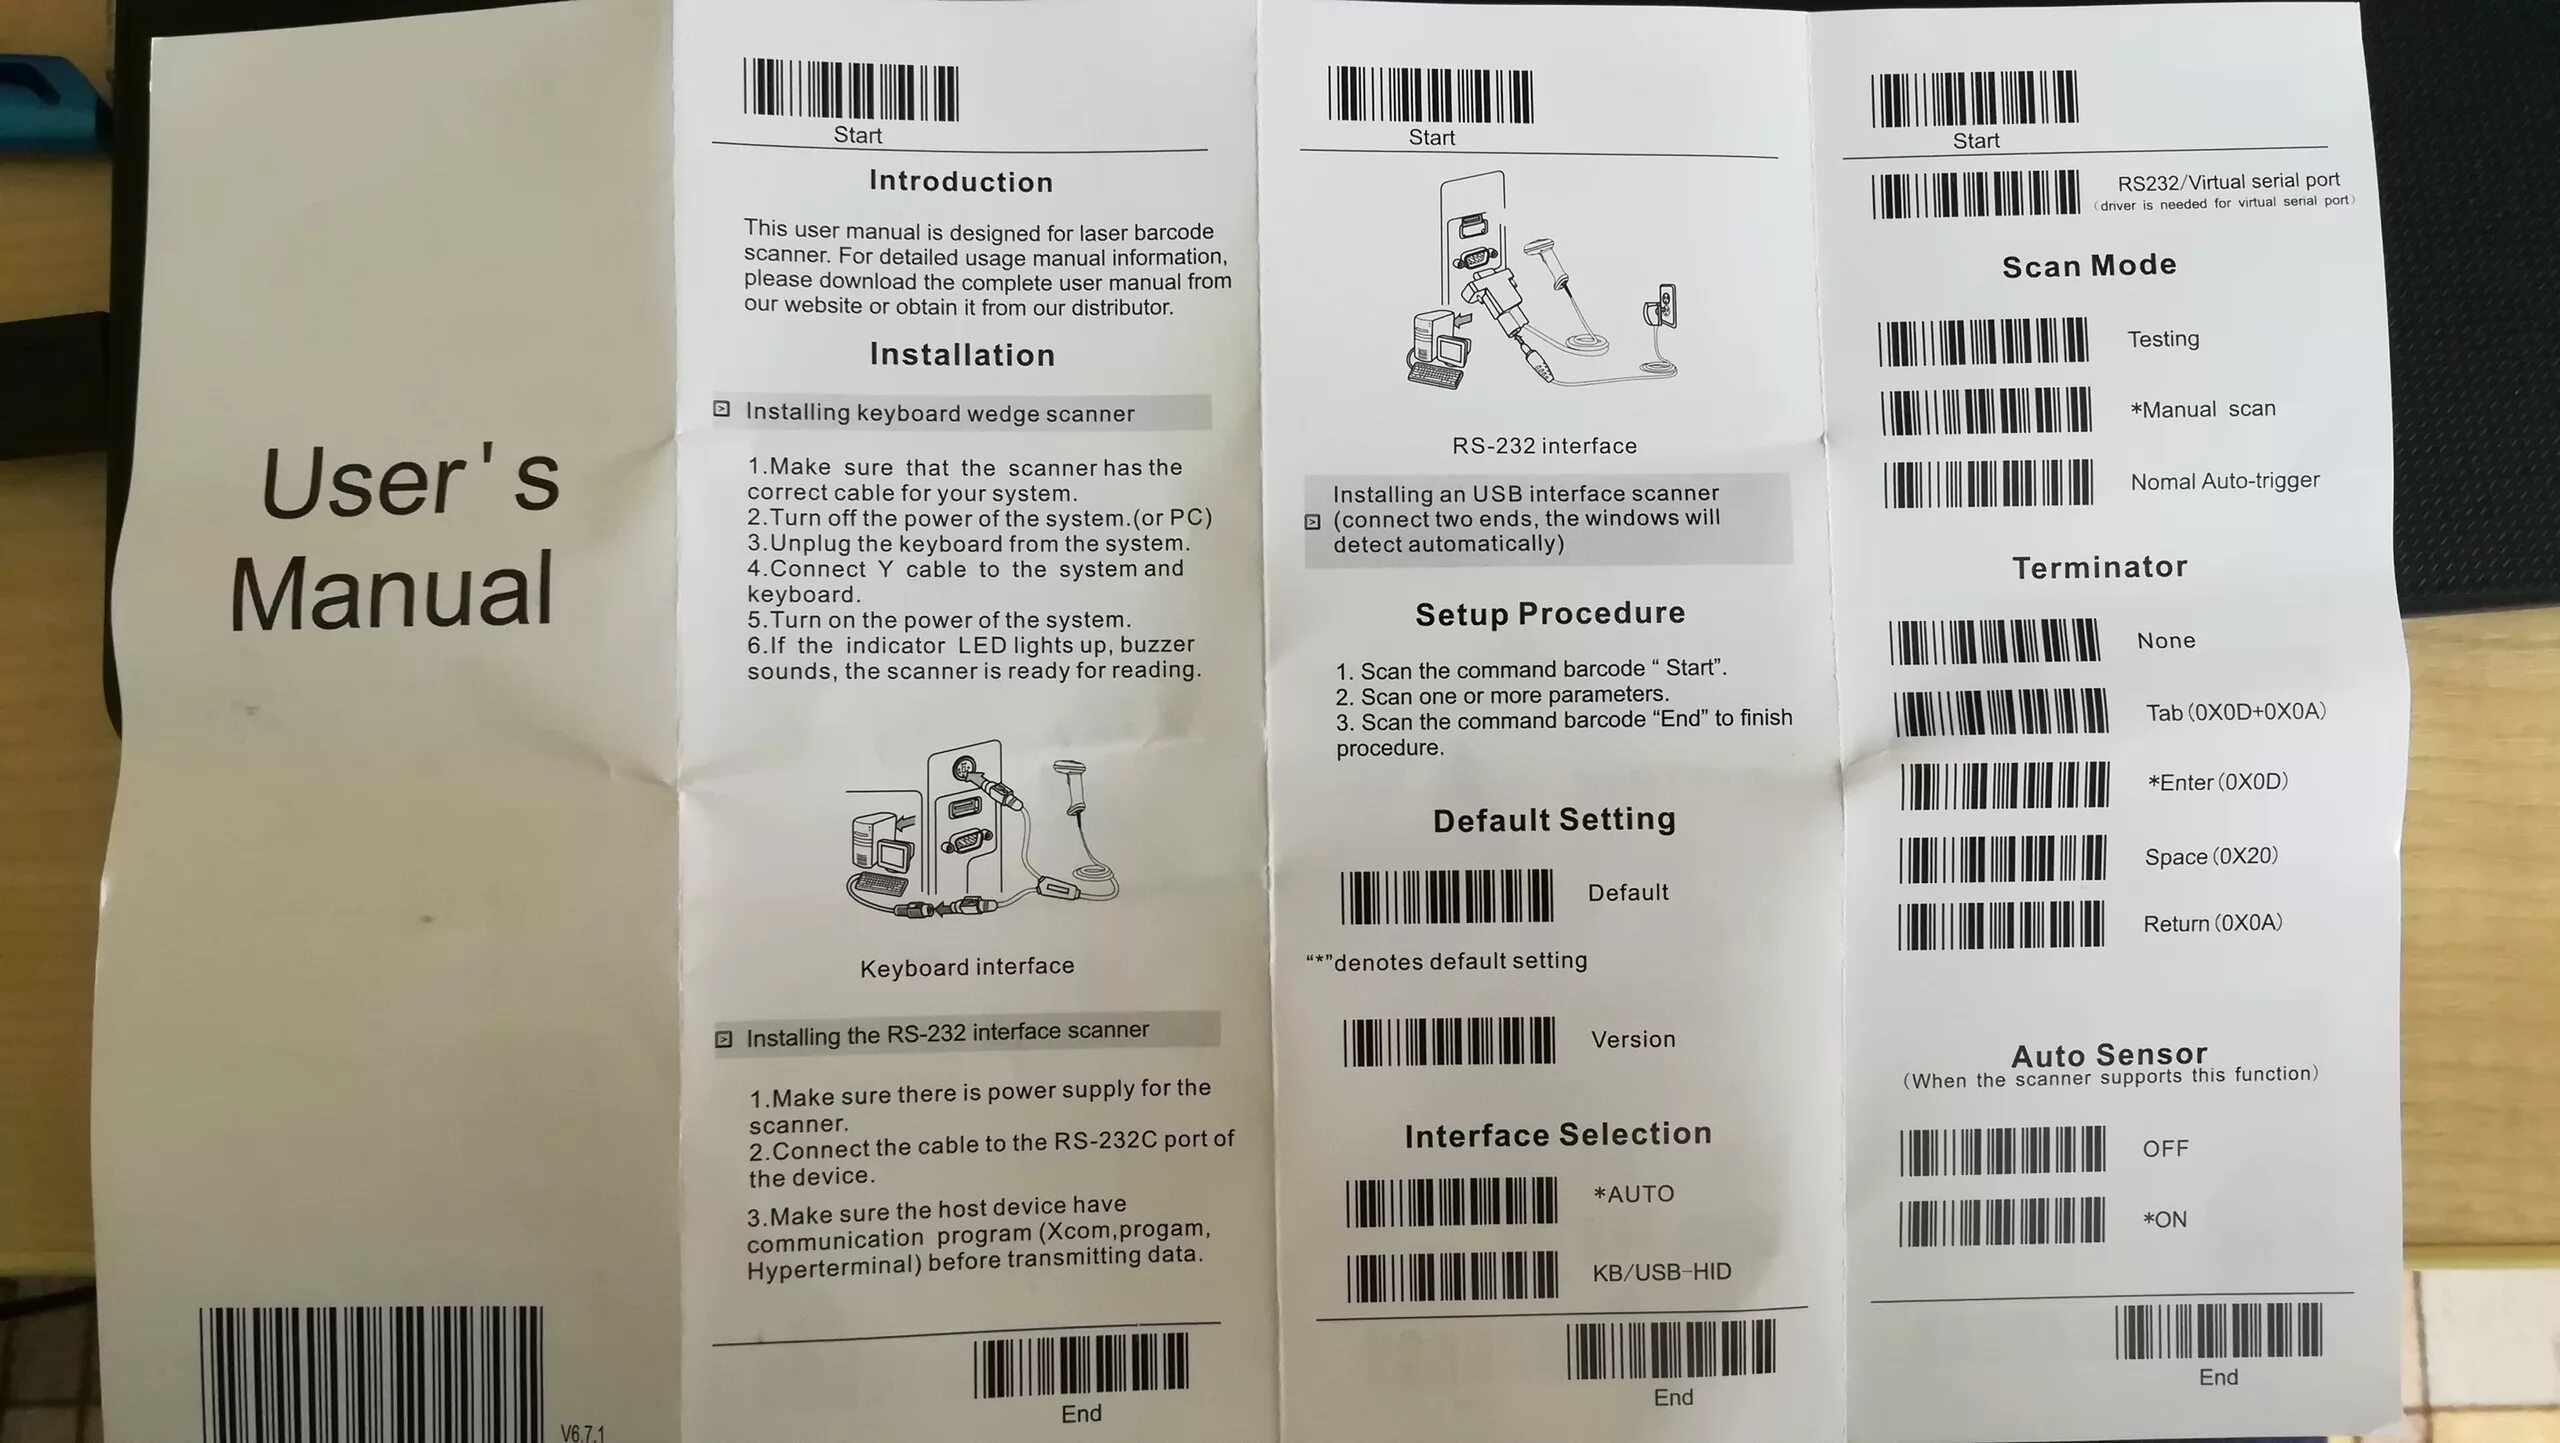 User's
Manual
V6.7.1
Start
Introduction
This user manual is designed for laser barcode
scanner. For detailed usage manual information,
please download the complete user manual from
our website or obtain it from our distributor.
Installation
Installing keyboard wedge scanner
1.Make sure that the scanner has the
correct cable for your system.
2.Turn off the power of the system.(or PC)
3.Unplug the keyboard from the system.
4.Connect Y cable to the system and
keyboard.
5.Turn on the power of the system.
6.If the indicator LED lights up, buzzer
sounds, the scanner is ready for reading.
Keyboard interface
Installing the RS-232 interface scanner
1.Make sure there is power supply for the
scanner.
2.Connect the cable to the RS-232C port of
the device.
3.Make sure the host device have
communication program (Xcom,progam,
Hyperterminal) before transmitting data.
End
Start
RS-232 interface
Installing an USB interface scanner
(connect two ends, the windows will
detect automatically)
Setup Procedure
1. Scan the command barcode “ Start”.
2. Scan one or more parameters.
3. Scan the command barcode “End” to finish
procedure.
Default Setting
Default
“*”denotes default setting
Version
Interface Selection
*AUTO
KB/USB-HID
End
Start
RS232/Virtual serial port
(driver is needed for virtual serial port)
Scan Mode
Testing
*Manual scan
Nomal Auto-trigger
Terminator
None
Tab(0X0D+0X0A)
*Enter(0X0D)
Space(0X20)
Return(0X0A)
Auto Sensor
(When the scanner supports this function)
OFF
*ON
End